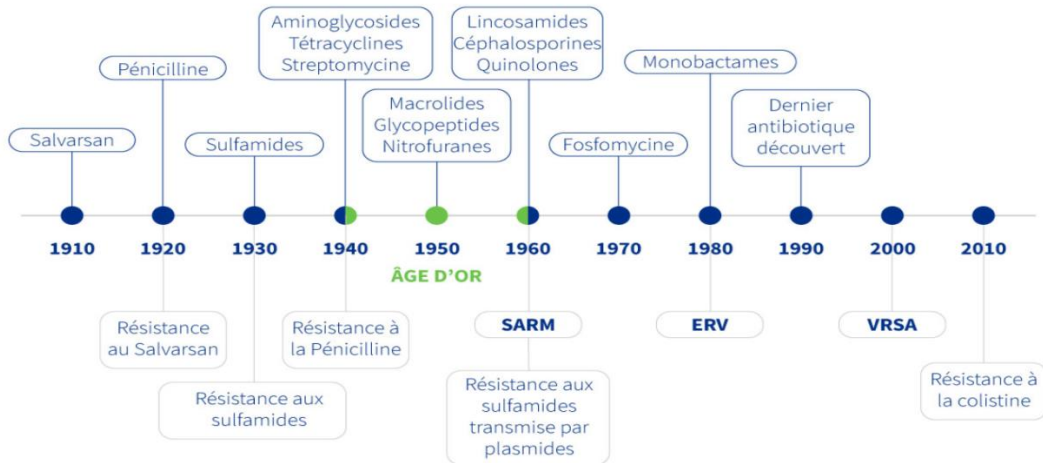 Salvarsan
Pénicilline
Sulfamides
Aminoglycosides
Tétracyclines
Streptomycine
Macrolides
Glycopeptides
Nitrofuranes
Lincosamides
Céphalosporines
Quinolones
Fosfomycine
Monobactames
Dernier
antibiotique
découvert
1910 1920 1930 1940 1950 1960 1970 1980 1990 2000 2010
ÂGE D'OR
Résistance
au Salvarsan
Résistance aux
sulfamides
Résistance à
la Pénicilline
SARM
Résistance aux
sulfamides
transmise par
plasmides
ERV
VRSA
Résistance à
la colistine